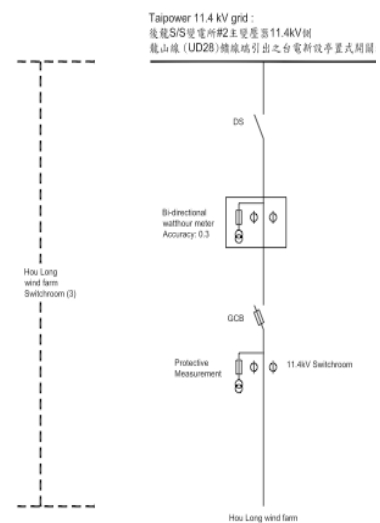 Taipower 11.4 kV grid :
後龍S/S變電所#2主變壓器11.4kV側
龍山線 (UD28)饋線端引出之台電新設亭置式開關
DS
Bi-directional
watthour meter
Accuracy: 0.3
Hou Long
wind farm
Switchroom (3)
GCB
Protective
Measurement
11.4kV Switchroom
Hou Long wind farm